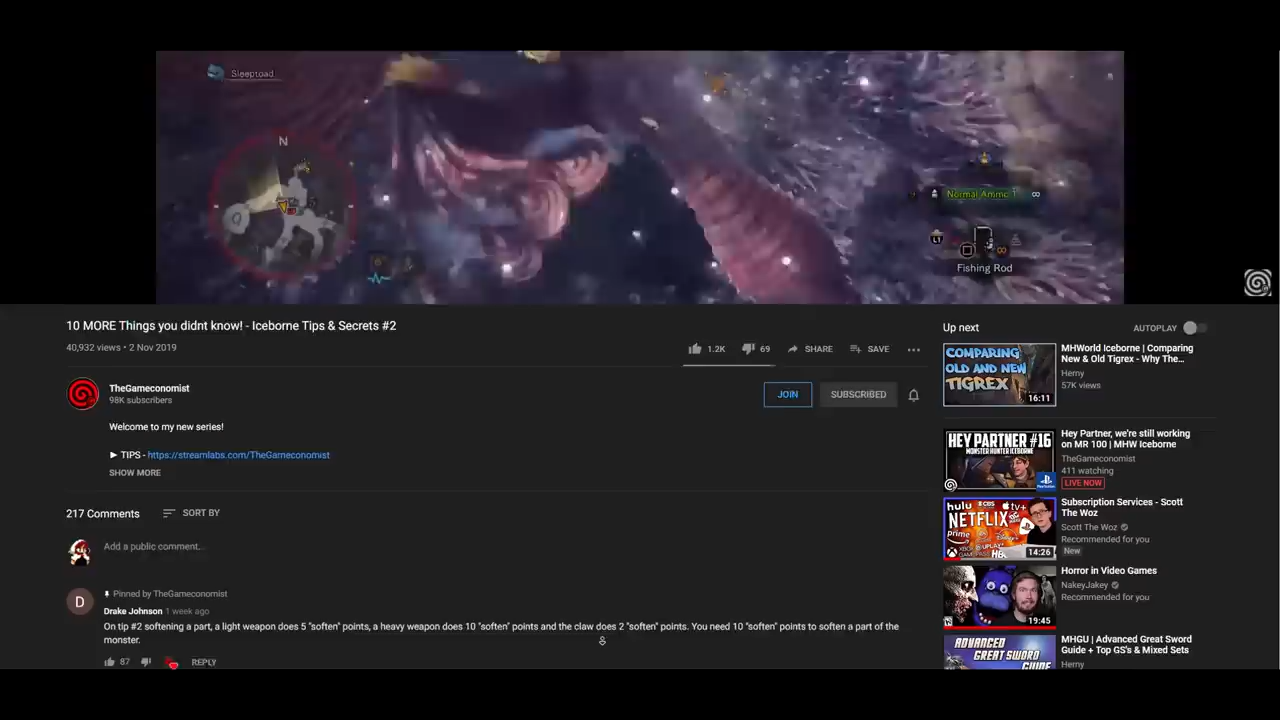 Sleeptoad
N
Normal Ammo 1
L1
Fishing Rod
10 MORE Things you didnt know! - Iceborne Tips & Secrets #2
40,932 views • 2 Nov 2019
1.2K
69
SHARE
SAVE
TheGameconomist
98K subscribers
JOIN
SUBSCRIBED
Welcome to my new series!
► TIPS - https://streamlabs.com/TheGameconomist
SHOW MORE
217 Comments
SORT BY
Add a public comment...
D
Pinned by TheGameconomist
Drake Johnson 1 week ago
On tip #2 softening a part, a light weapon does 5 "soften" points, a heavy weapon does 10 "soften" points and the claw does 2 "soften" points. You need 10 "soften" points to soften a part of the
monster.
87
REPLY
Up next
AUTOPLAY
COMPARING
OLD AND NEW
TIGREX
16:11
MHWorld Iceborne | Comparing
New & Old Tigrex - Why The...
Herny
57K views
HEY PARTNER #16
MONSTER HUNTER ICEBORNE
Hey Partner, we're still working
on MR 100 | MHW Iceborne
TheGameconomist
411 watching
LIVE NOW
hulu
CBS
tv+
NETFLIX
prime
14:26
Subscription Services - Scott
The Woz
Scott The Woz
Recommended for you
New
19:45
Horror in Video Games
NakeyJakey
Recommended for you
ADVANCED
GREAT SWORD
GUIDE
MHGU | Advanced Great Sword
Guide + Top GS's & Mixed Sets
Herny